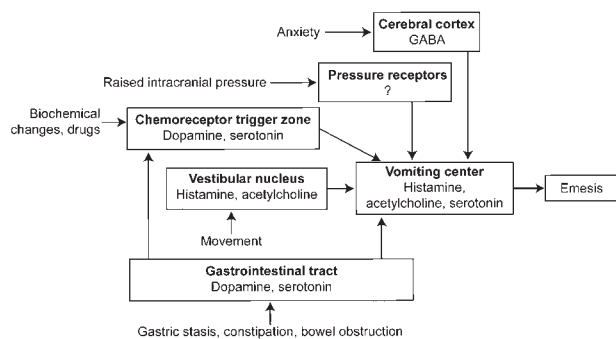 Anxiety
Cerebral cortex
GABA
Raised intracranial pressure
Pressure receptors
?
Biochemical
changes, drugs
Chemoreceptor trigger zone
Dopamine, serotonin
Vestibular nucleus
Histamine, acetylcholine
Vomiting center
Histamine,
acetylcholine, serotonin
Emesis
Movement
Gastrointestinal tract
Dopamine, serotonin
Gastric stasis, constipation, bowel obstruction